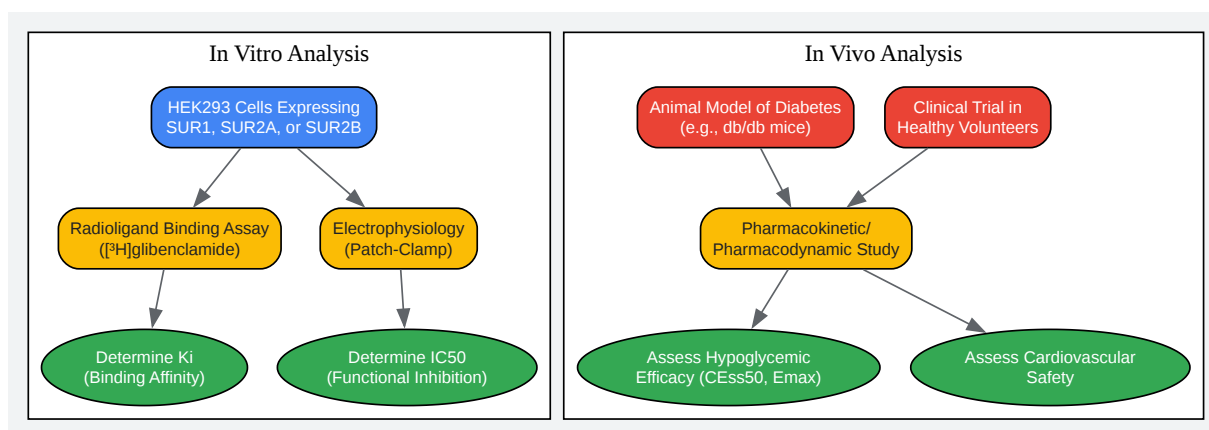 In Vitro Analysis
HEK293 Cells Expressing
SUR1, SUR2A, or SUR2B
Radioligand Binding Assay
([³H]glibenclamide)
Electrophysiology
(Patch-Clamp)
Determine Ki
(Binding Affinity)
Determine IC50
(Functional Inhibition)
In Vivo Analysis
Animal Model of Diabetes
(e.g., db/db mice)
Clinical Trial in
Healthy Volunteers
Pharmacokinetic/
Pharmacodynamic Study
Assess Hypoglycemic
Efficacy (CEss50, Emax)
Assess Cardiovascular
Safety